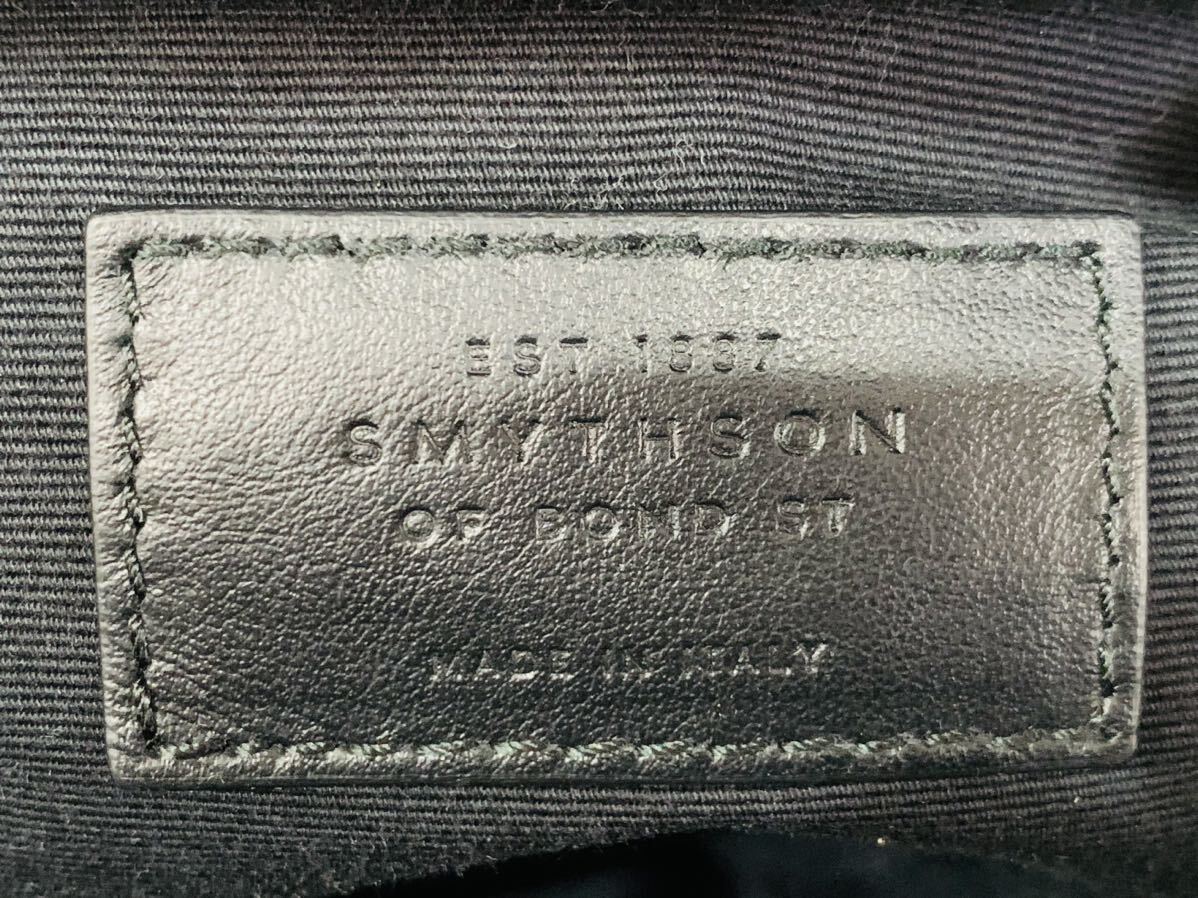 EST 1887
SMYTHSON
OF BOND ST
MADE IN ITALY